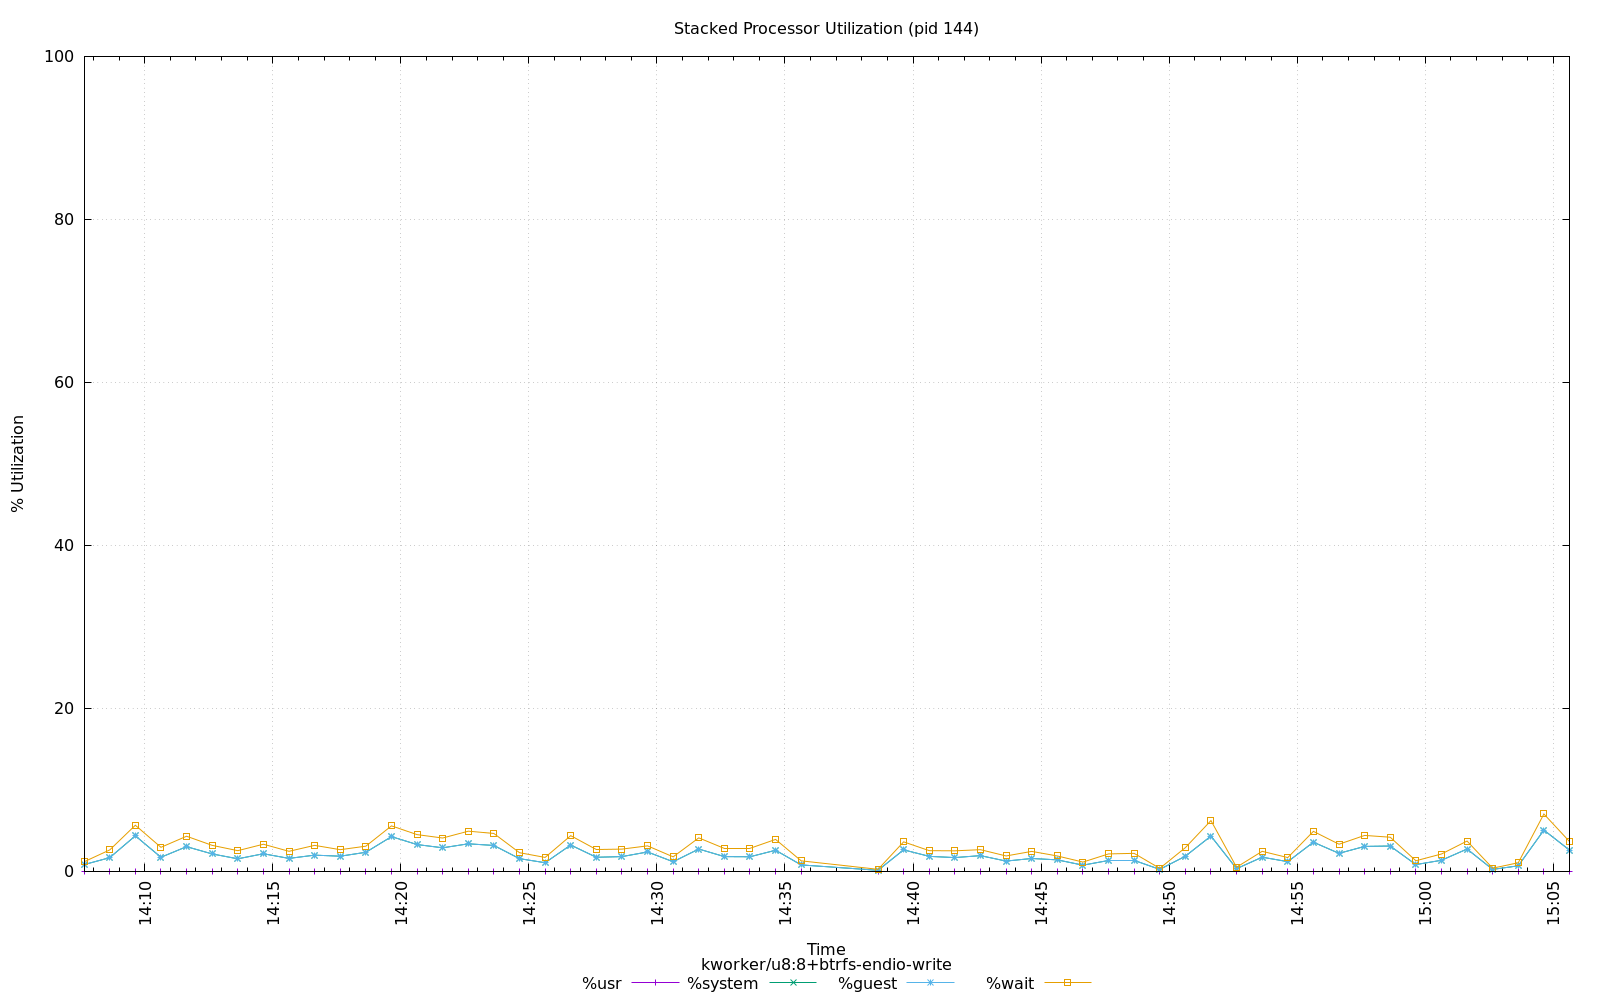 Stacked Processor Utilization (pid 144)
100
80
60
40
20
0
% Utilization
14:10 14:15 14:20 14:25 14:30 14:35 14:40 14:45 14:50 14:55 15:00 15:05
Time
kworker/u8:8+btrfs-endio-write
%usr %system %guest %wait